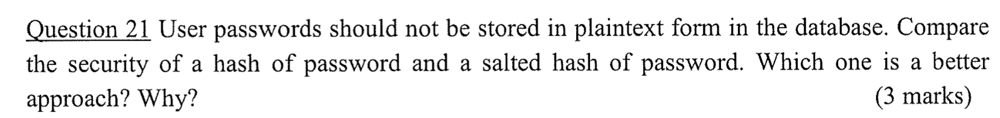 Question 21 User passwords should not be stored in plaintext form in the database. Compare
the security of a hash of password and a salted hash of password. Which one is a better
approach? Why? (3 marks)